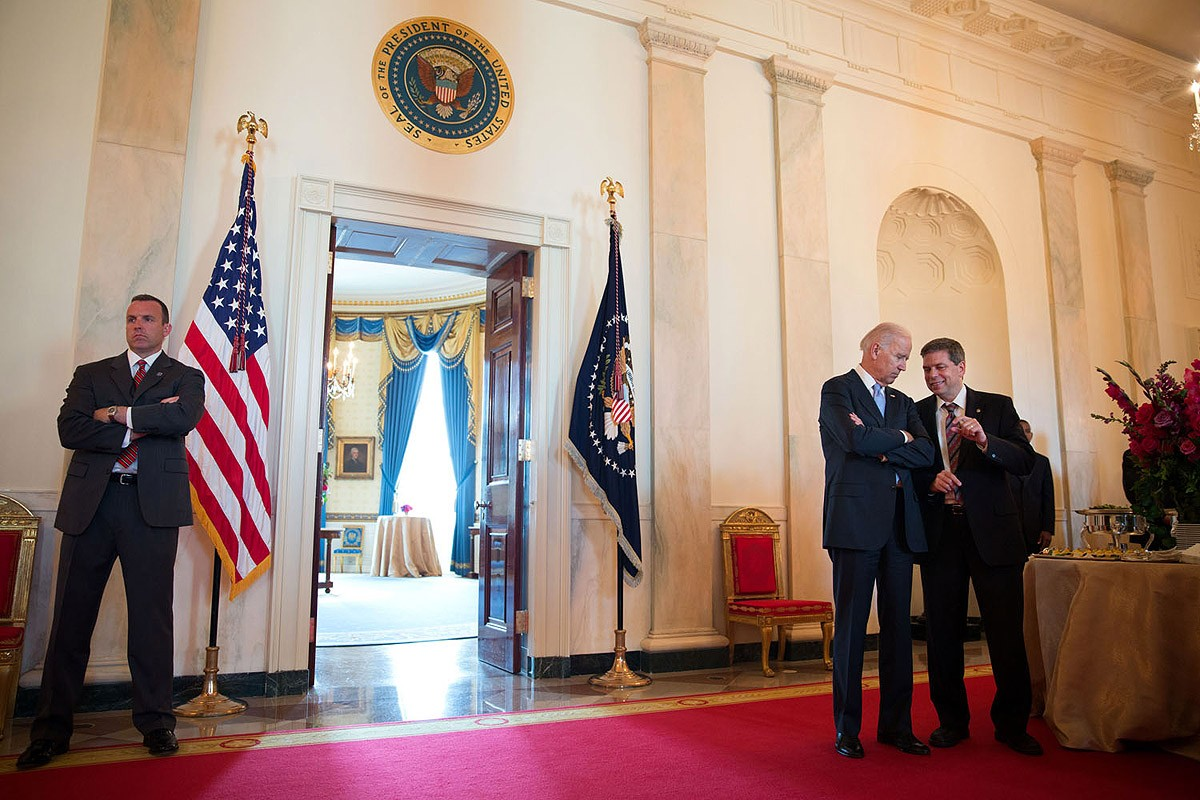 SEAL OF THE PRESIDENT OF THE UNITED STATES